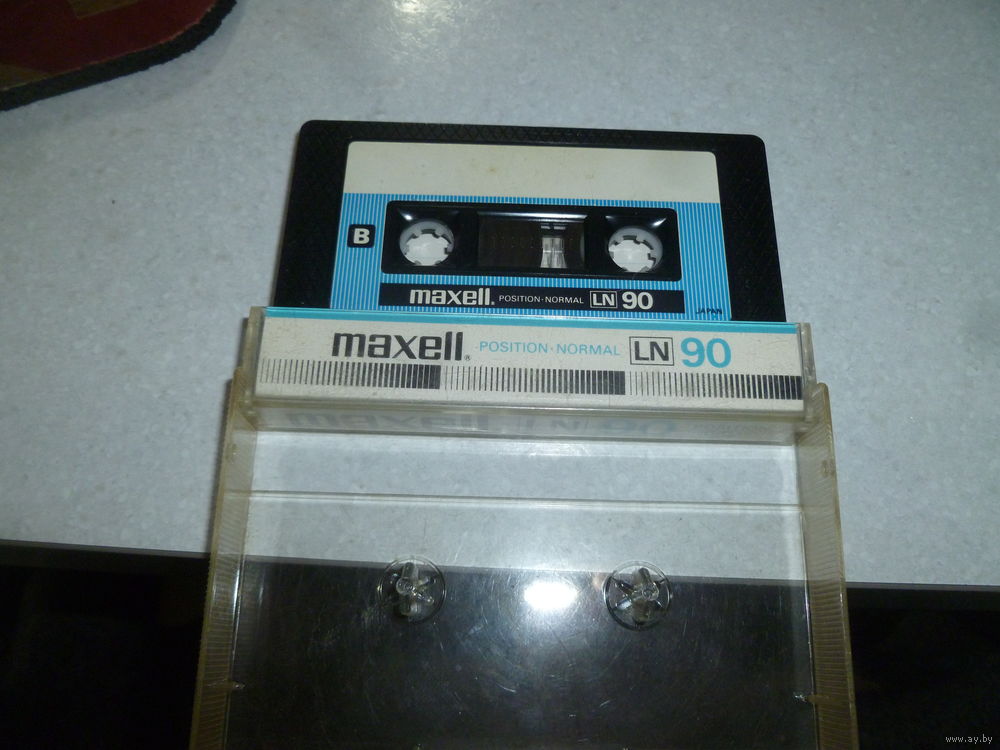 B
maxell. POSITION·NORMAL LN 90
JAPAN
maxell® POSITION·NORMAL LN 90
www.ay.by